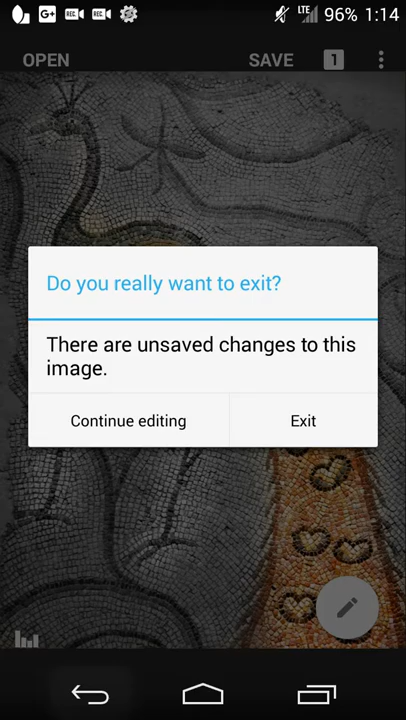 LTE 96% 1:14
OPEN SAVE 1
Do you really want to exit?
There are unsaved changes to this
image.
Continue editing Exit